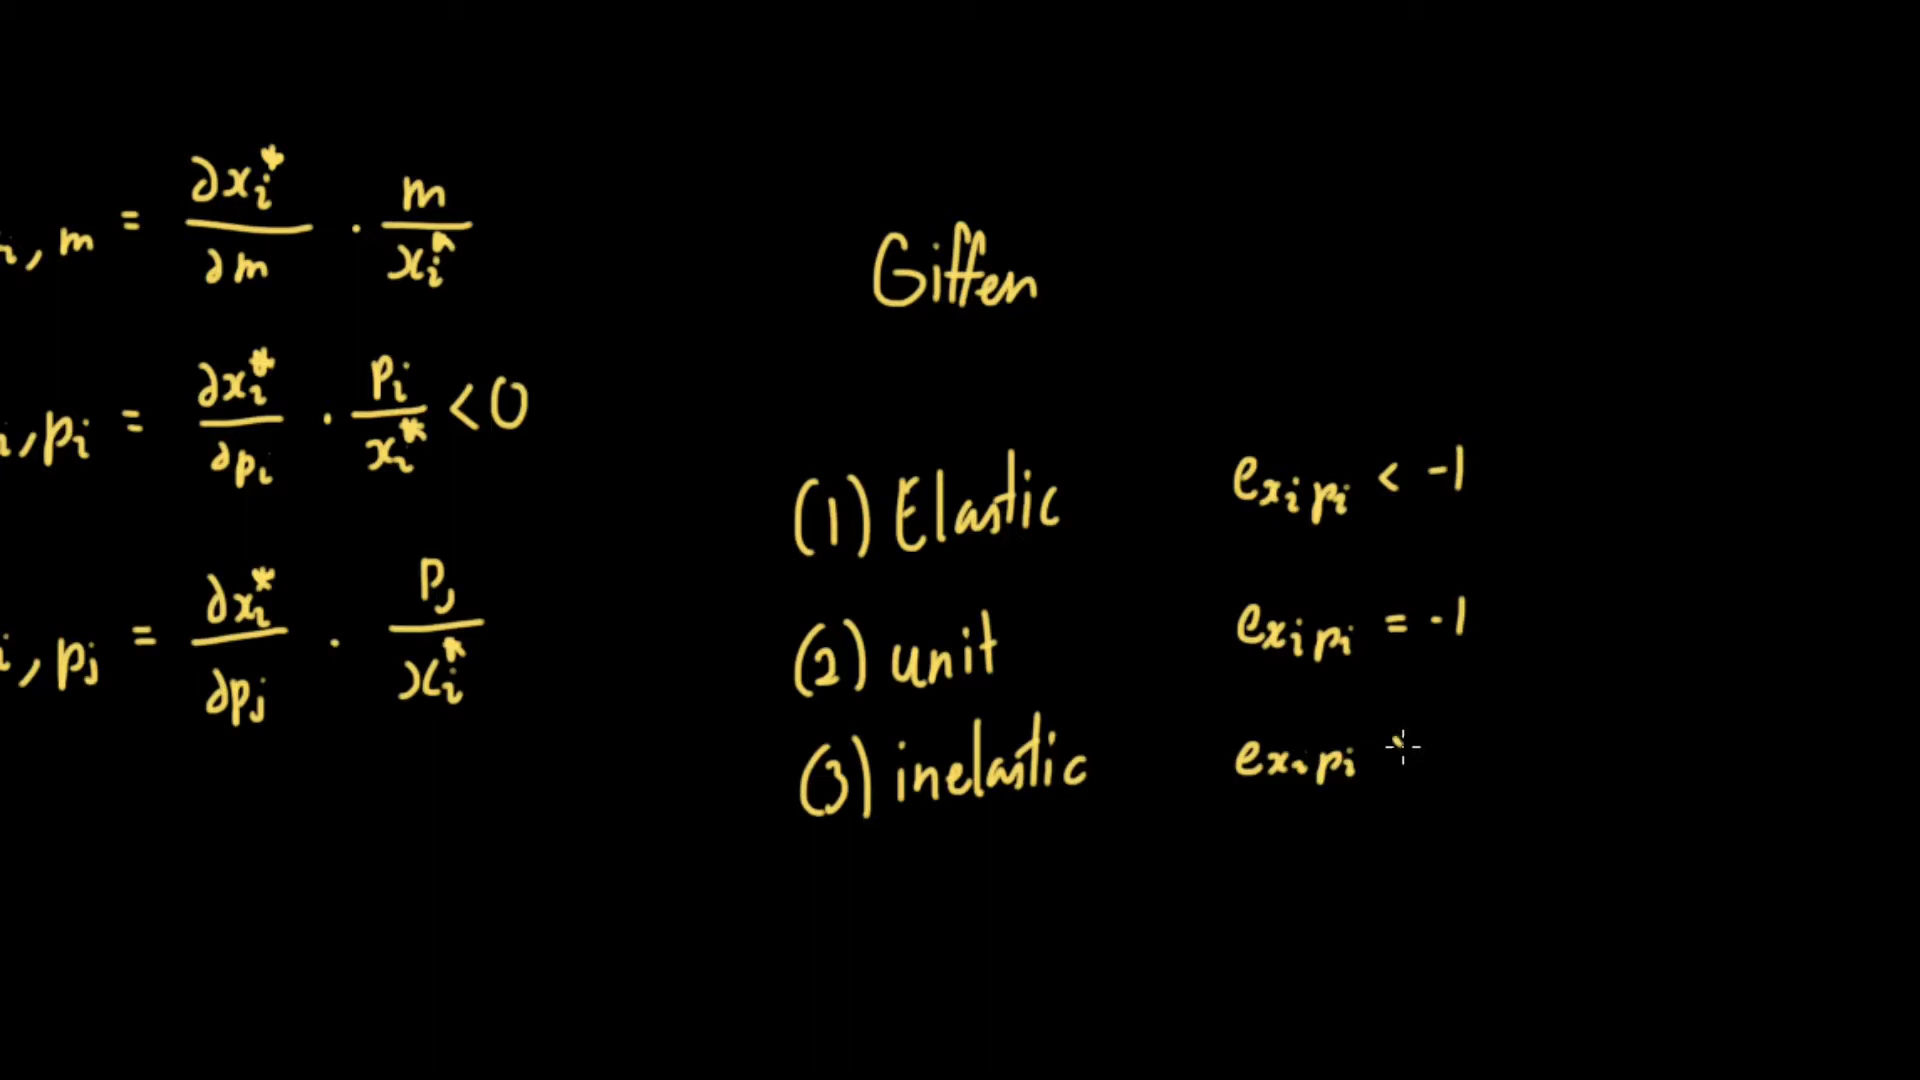 i, m = ∂xi* / ∂m · m / xi*
i, pi = ∂xi* / ∂pi · pi / xi* < 0
i, pj = ∂xi* / ∂pj · pj / xi*
Giffen
(1) Elastic exipi < -1
(2) unit exipi = -1
(3) inelastic exipi